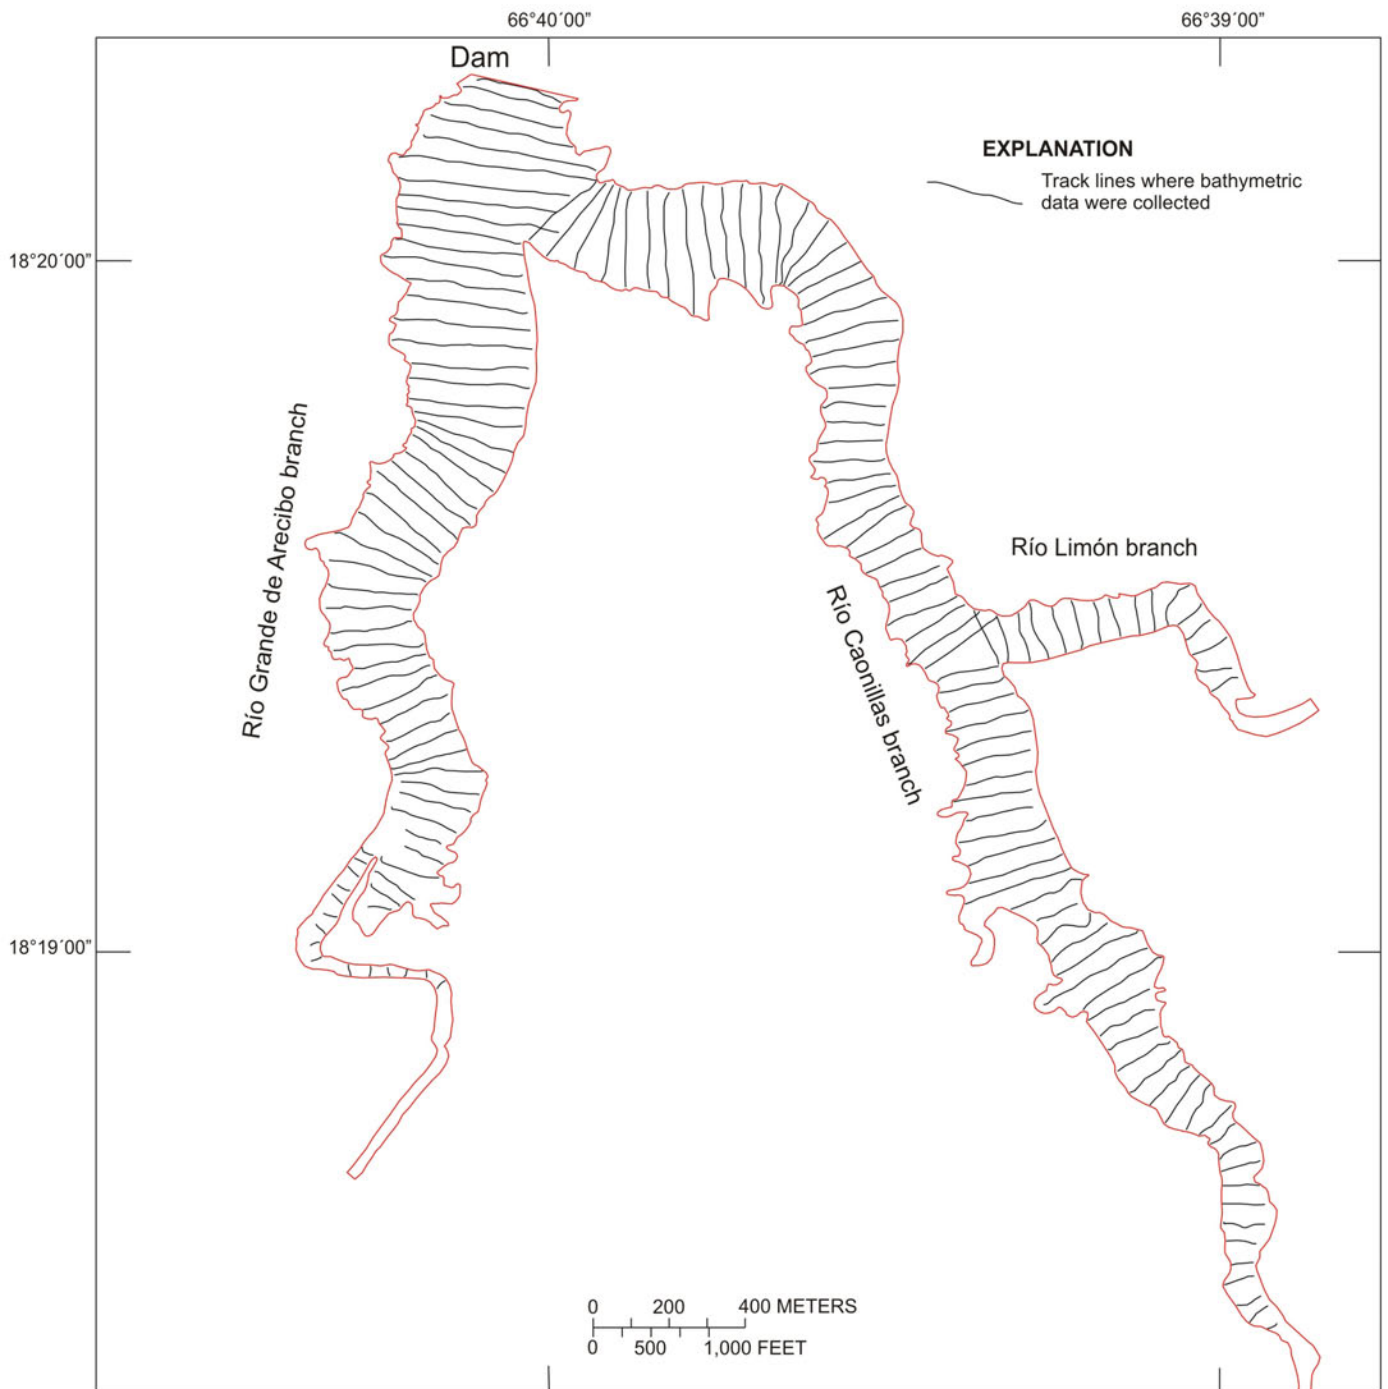 66°40´00” 66°39´00”
Dam
EXPLANATION
Track lines where bathymetric
data were collected
18°20´00”
Río Grande de Arecibo branch
Río Limón branch
Río Caonillas branch
18°19´00”
0 200 400 METERS
0 500 1,000 FEET